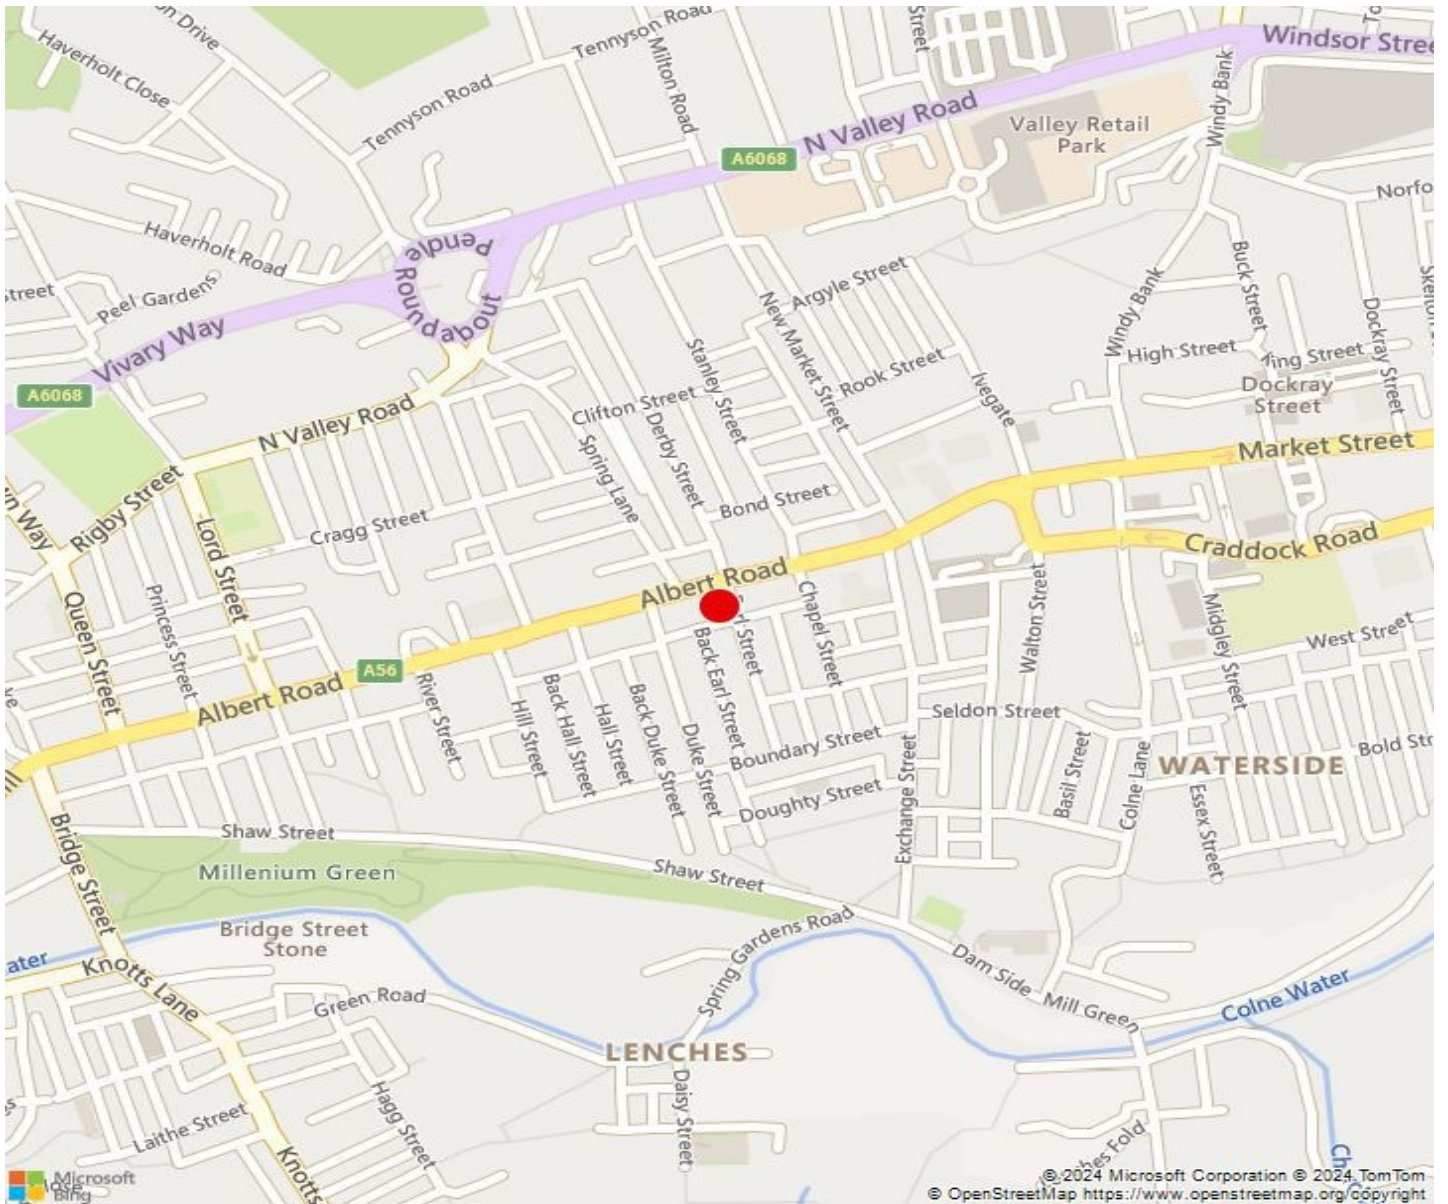 Drive
Tennyson Road
Street
Windsor
Haverholt Close
Milton Road
Tennyson Road
N Valley Road
Windy Bank
Valley Retail
Park
A6068
Haverholt Road
Pendle
Roundabout
Peel Gardens
Buck Street
Argyle Street
New Market Street
Windy Bank
Dockray Street
Vivary Way
Stanley Street
High Street
Rook Street
Ivegate
Dockray
Street
A6068
Clifton Street
N Valley Road
Derby Street
Spring Lane
Market Street
Rigby Street
Bond Street
Lord Street
Cragg Street
Craddock Road
Albert Road
Queen Street
Princess Street
Chapel Street
Walton Street
Midgley Street
West Street
Street
Back Earl Street
A56
Albert Road
River Street
Back Hall Street
Hill Street
Hall Street
Back Duke Street
Duke Street
Seldon Street
Boundary Street
Basil Street
Colne Lane
WATERSIDE
Bold
Doughty Street
Exchange Street
Essex Street
Bridge Street
Shaw Street
Millenium Green
Shaw Street
Bridge Street
Stone
Spring Gardens Road
Dam Side
Knotts Lane
Green Road
Mill Green
Colne Water
LENCHES
Daisy Street
Hagg Street
Laithe Street
Fold
Knotts
Microsoft
Bing
© 2024 Microsoft Corporation © 2024 TomTom
© OpenStreetMap https://www.openstreetmap.org/copyright